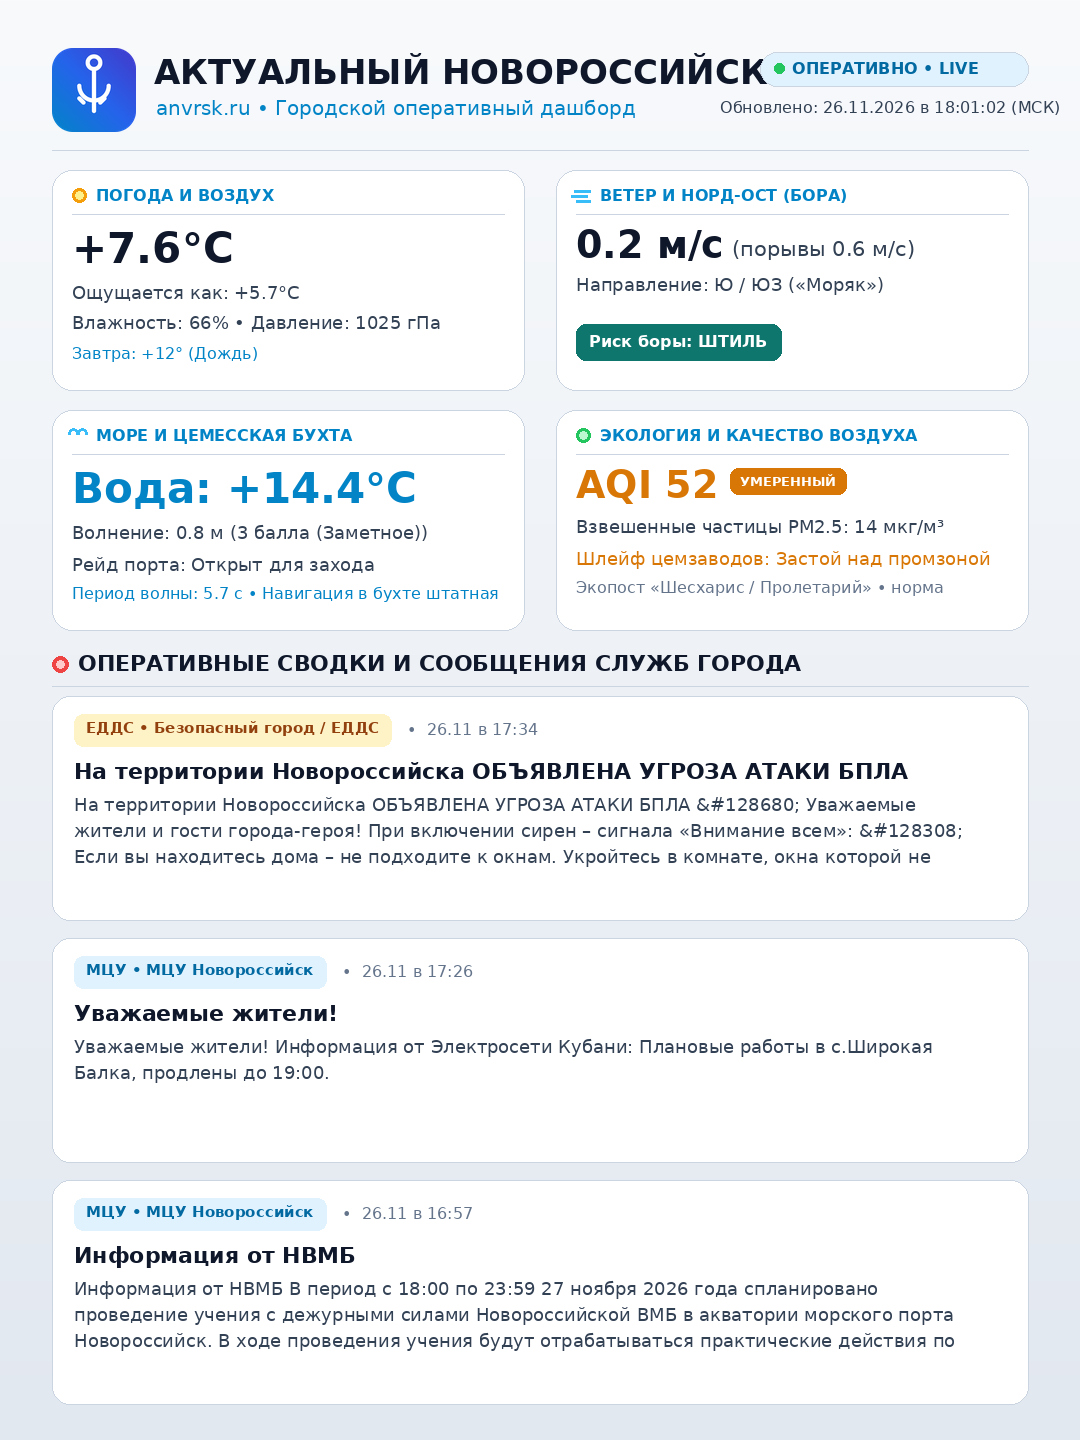 АКТУАЛЬНЫЙ НОВОРОССИЙСК
ОПЕРАТИВНО • LIVE
anvrsk.ru • Городской оперативный дашборд
Обновлено: 26.11.2026 в 18:01:02 (МСК)
ПОГОДА И ВОЗДУХ
+7.6°C
Ощущается как: +5.7°C
Влажность: 66% • Давление: 1025 гПа
Завтра: +12° (Дождь)
ВЕТЕР И НОРД-ОСТ (БОРА)
0.2 м/с (порывы 0.6 м/с)
Направление: Ю / ЮЗ («Моряк»)
Риск боры: ШТИЛЬ
МОРЕ И ЦЕМЕССКАЯ БУХТА
Вода: +14.4°C
Волнение: 0.8 м (3 балла (Заметное))
Рейд порта: Открыт для захода
Период волны: 5.7 с • Навигация в бухте штатная
ЭКОЛОГИЯ И КАЧЕСТВО ВОЗДУХА
AQI 52 УМЕРЕННЫЙ
Взвешенные частицы PM2.5: 14 мкг/м³
Шлейф цемзаводов: Застой над промзоной
Экопост «Шесхарис / Пролетарий» • норма
ОПЕРАТИВНЫЕ СВОДКИ И СООБЩЕНИЯ СЛУЖБ ГОРОДА
ЕДДС • Безопасный город / ЕДДС • 26.11 в 17:34
На территории Новороссийска ОБЪЯВЛЕНА УГРОЗА АТАКИ БПЛА
На территории Новороссийска ОБЪЯВЛЕНА УГРОЗА АТАКИ БПЛА &#128680; Уважаемые
жители и гости города-героя! При включении сирен – сигнала «Внимание всем»: &#128308;
Если вы находитесь дома – не подходите к окнам. Укройтесь в комнате, окна которой не
МЦУ • МЦУ Новороссийск • 26.11 в 17:26
Уважаемые жители!
Уважаемые жители! Информация от Электросети Кубани: Плановые работы в с.Широкая
Балка, продлены до 19:00.
МЦУ • МЦУ Новороссийск • 26.11 в 16:57
Информация от НВМБ
Информация от НВМБ В период с 18:00 по 23:59 27 ноября 2026 года спланировано
проведение учения с дежурными силами Новороссийской ВМБ в акватории морского порта
Новороссийск. В ходе проведения учения будут отрабатываться практические действия по